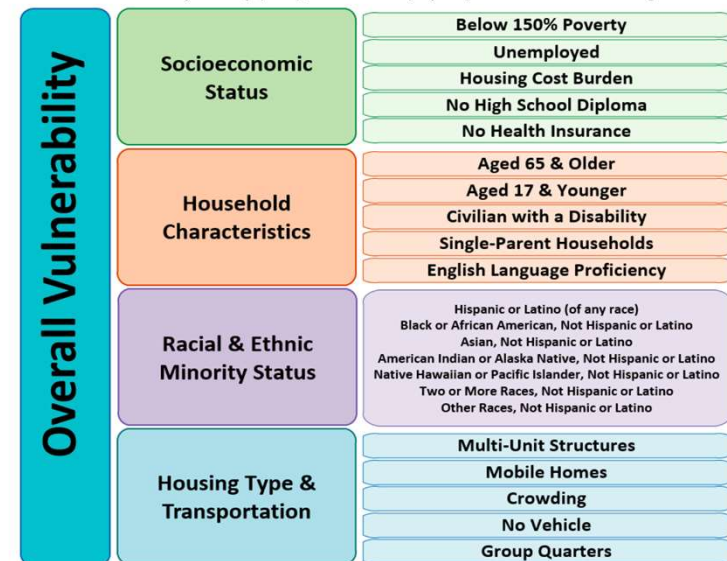 Overall Vulnerability
Socioeconomic
Status
Below 150% Poverty
Unemployed
Housing Cost Burden
No High School Diploma
No Health Insurance
Household
Characteristics
Aged 65 & Older
Aged 17 & Younger
Civilian with a Disability
Single-Parent Households
English Language Proficiency
Racial & Ethnic
Minority Status
Hispanic or Latino (of any race)
Black or African American, Not Hispanic or Latino
Asian, Not Hispanic or Latino
American Indian or Alaska Native, Not Hispanic or Latino
Native Hawaiian or Pacific Islander, Not Hispanic or Latino
Two or More Races, Not Hispanic or Latino
Other Races, Not Hispanic or Latino
Housing Type &
Transportation
Multi-Unit Structures
Mobile Homes
Crowding
No Vehicle
Group Quarters